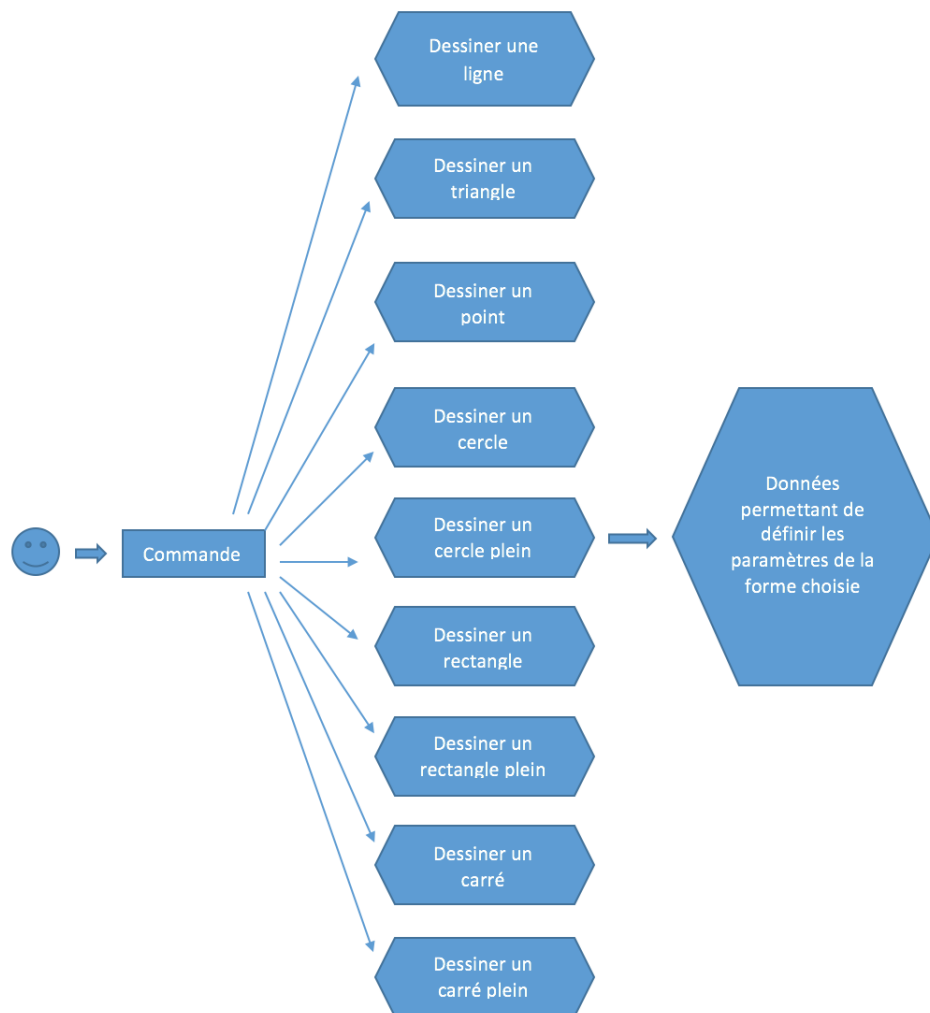 Dessiner une
ligne
Dessiner un
triangle
Dessiner un
point
Dessiner un
cercle
Commande
Dessiner un
cercle plein
Données
permettant de
définir les
paramètres de la
forme choisie
Dessiner un
rectangle
Dessiner un
rectangle plein
Dessiner un
carré
Dessiner un
carré plein